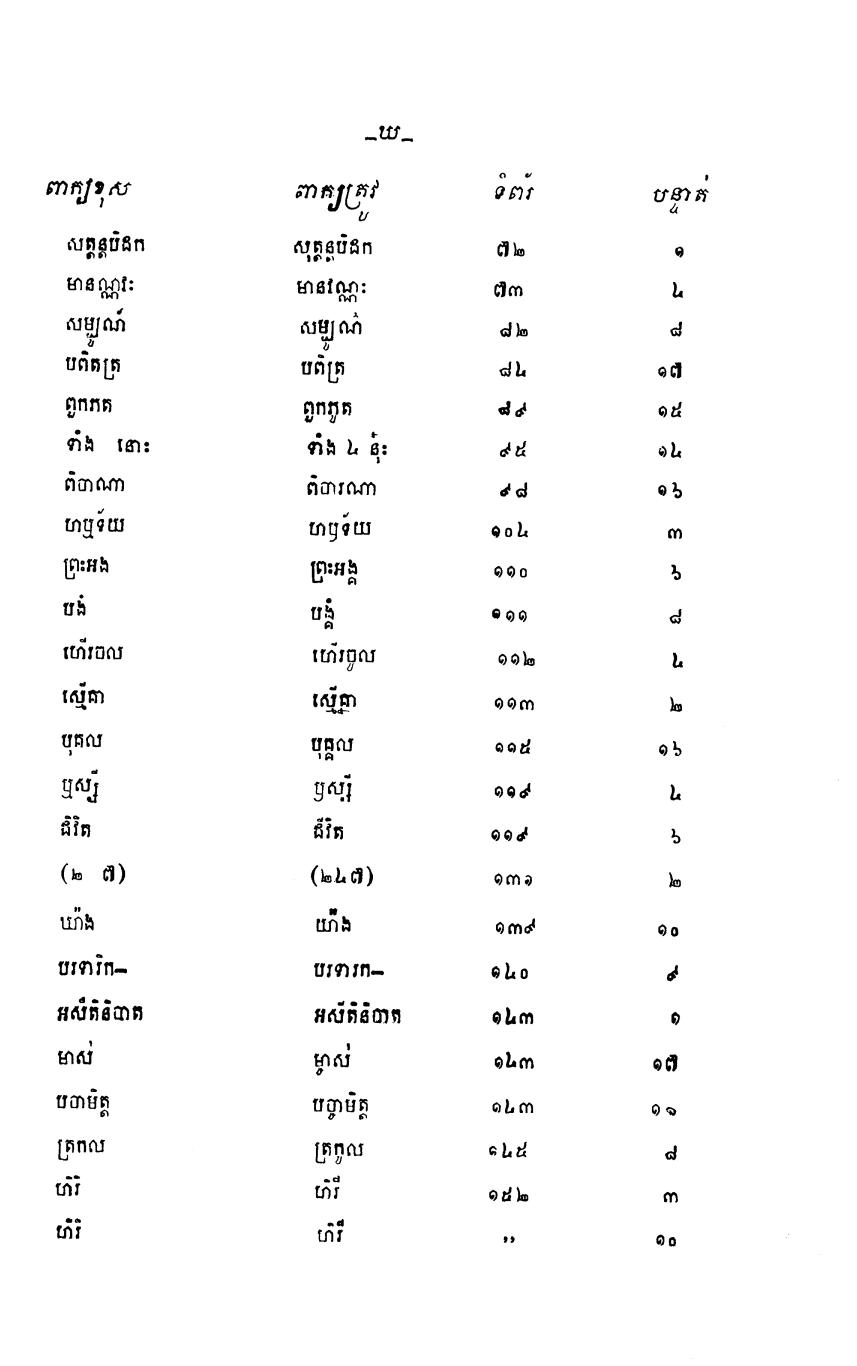 _ឃ_
ពាក្យខុស ពាក្យត្រូវ ទំព័រ បន្ទាត់
សត្តន្តបិដក សុត្តន្តបិដក ៧២ ១
មានណ្ណវៈ មានវណ្ណៈ ៧៣ ៤
សម្បូណ៍ សម្បូណ៌ ៨២ ៨
បពិតត្រ បពិត្រ ៨៤ ១៧
ពួកភត ពួកភូត ៨៩ ១៥
ទាំង នោះ ទាំង ៤ នុ៎ះ ៩៥ ១៤
ពិចាណា ពិចារណា ៩៨ ១៦
ហឫទ័យ ហឫទ័យ ១០៤ ៣
ព្រះអង ព្រះអង្គ ១១០ ៦
បង់ បង្គំ ១១១ ៨
ហើរចល ហើរចូល ១១២ ៤
ស្មើគា ស្មើគ្នា ១១៣ ២
បុគល បុគ្គល ១១៥ ១៦
ឫស្សី ឫស្សី ១១៩ ៤
ជិវិត ជីវិត ១១៩ ៦
(២ ៧) (២៤៧) ១៣១ ២
ឃ៉ាង យ៉ាង ១៣៩ ១០
បរទារិក– បរទារក– ១៤០ ៩
អសីតិនិបាត អសីតិនិបាត ១៤៣ ១
មាស់ ម្ចាស់ ១៤៣ ១៧
បចាមិត្ត បច្ចាមិត្ត ១៤៣ ១១
ត្រកល ត្រកូល ១៤៥ ៨
ហិរិ ហិរី ១៥២ ៣
ហិរិ ហិរី ,, ១០